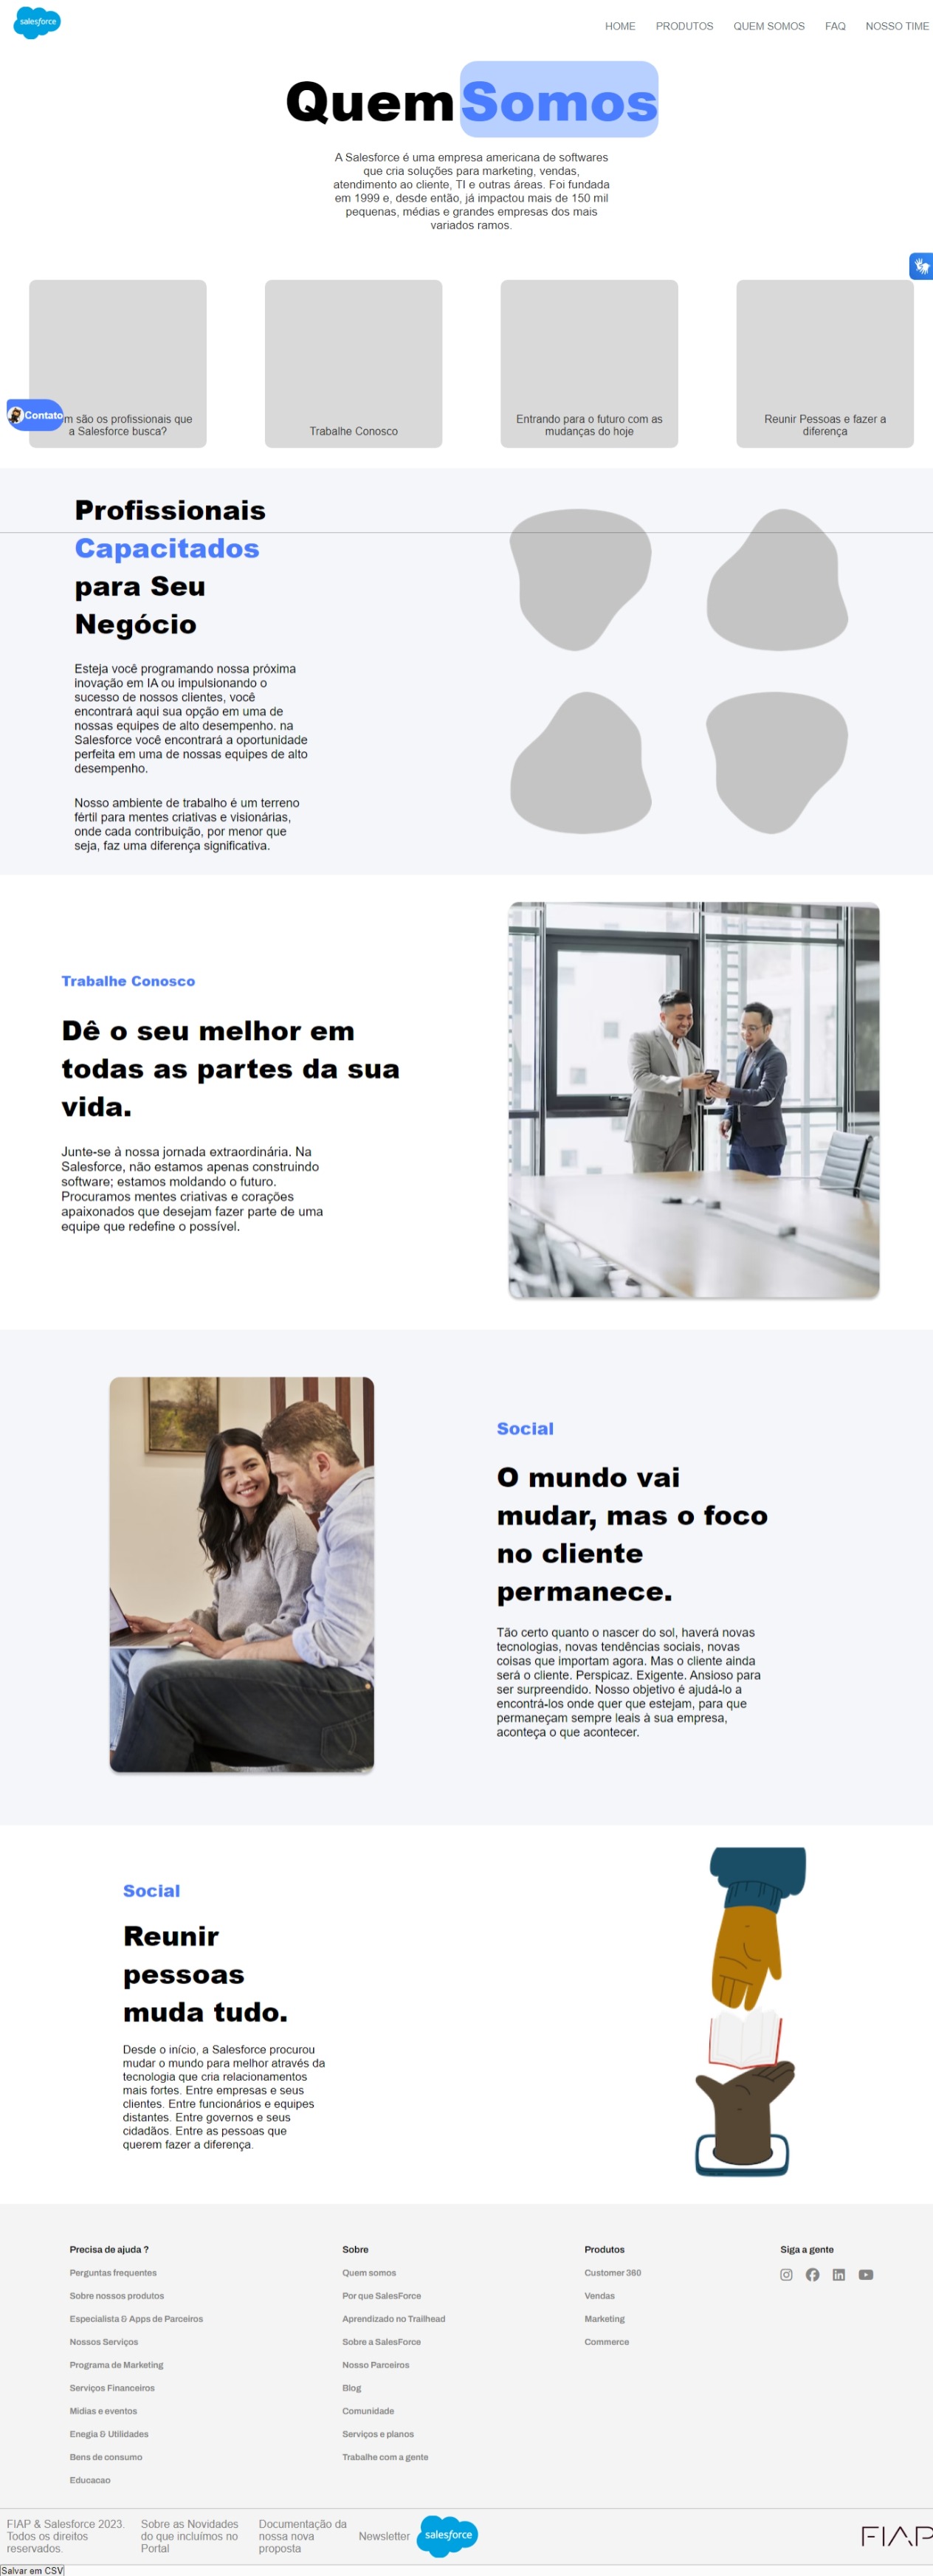 salesforce
HOME PRODUTOS QUEM SOMOS FAQ NOSSO TIME
Quem Somos
A Salesforce é uma empresa americana de softwares
que cria soluções para marketing, vendas,
atendimento ao cliente, TI e outras áreas. Foi fundada
em 1999 e, desde então, já impactou mais de 150 mil
pequenas, médias e grandes empresas dos mais
variados ramos.
Contato
m são os profissionais que
a Salesforce busca?
Trabalhe Conosco
Entrando para o futuro com as
mudanças do hoje
Reunir Pessoas e fazer a
diferença
Profissionais
Capacitados
para Seu
Negócio
Esteja você programando nossa próxima
inovação em IA ou impulsionando o
sucesso de nossos clientes, você
encontrará aqui sua opção em uma de
nossas equipes de alto desempenho. na
Salesforce você encontrará a oportunidade
perfeita em uma de nossas equipes de alto
desempenho.
Nosso ambiente de trabalho é um terreno
fértil para mentes criativas e visionárias,
onde cada contribuição, por menor que
seja, faz uma diferença significativa.
Trabalhe Conosco
Dê o seu melhor em
todas as partes da sua
vida.
Junte-se à nossa jornada extraordinária. Na
Salesforce, não estamos apenas construindo
software; estamos moldando o futuro.
Procuramos mentes criativas e corações
apaixonados que desejam fazer parte de uma
equipe que redefine o possível.
Social
O mundo vai
mudar, mas o foco
no cliente
permanece.
Tão certo quanto o nascer do sol, haverá novas
tecnologias, novas tendências sociais, novas
coisas que importam agora. Mas o cliente ainda
será o cliente. Perspicaz. Exigente. Ansioso para
ser surpreendido. Nosso objetivo é ajudá-lo a
encontrá-los onde quer que estejam, para que
permaneçam sempre leais à sua empresa,
aconteça o que acontecer.
Social
Reunir
pessoas
muda tudo.
Desde o início, a Salesforce procurou
mudar o mundo para melhor através da
tecnologia que cria relacionamentos
mais fortes. Entre empresas e seus
clientes. Entre funcionários e equipes
distantes. Entre governos e seus
cidadãos. Entre as pessoas que
querem fazer a diferença.
Precisa de ajuda ?
Perguntas frequentes
Sobre nossos produtos
Especialista & Apps de Parceiros
Nossos Serviços
Programa de Marketing
Serviços Financeiros
Midias e eventos
Enegia & Utilidades
Bens de consumo
Educacao
Sobre
Quem somos
Por que SalesForce
Aprendizado no Trailhead
Sobre a SalesForce
Nosso Parceiros
Blog
Comunidade
Serviços e planos
Trabalhe com a gente
Produtos
Customer 360
Vendas
Marketing
Commerce
Siga a gente
FIAP & Salesforce 2023.
Todos os direitos
reservados.
Sobre as Novidades
do que incluímos no
Portal
Documentação da
nossa nova
proposta
Newsletter
salesforce
FIAP
Salvar em CSV